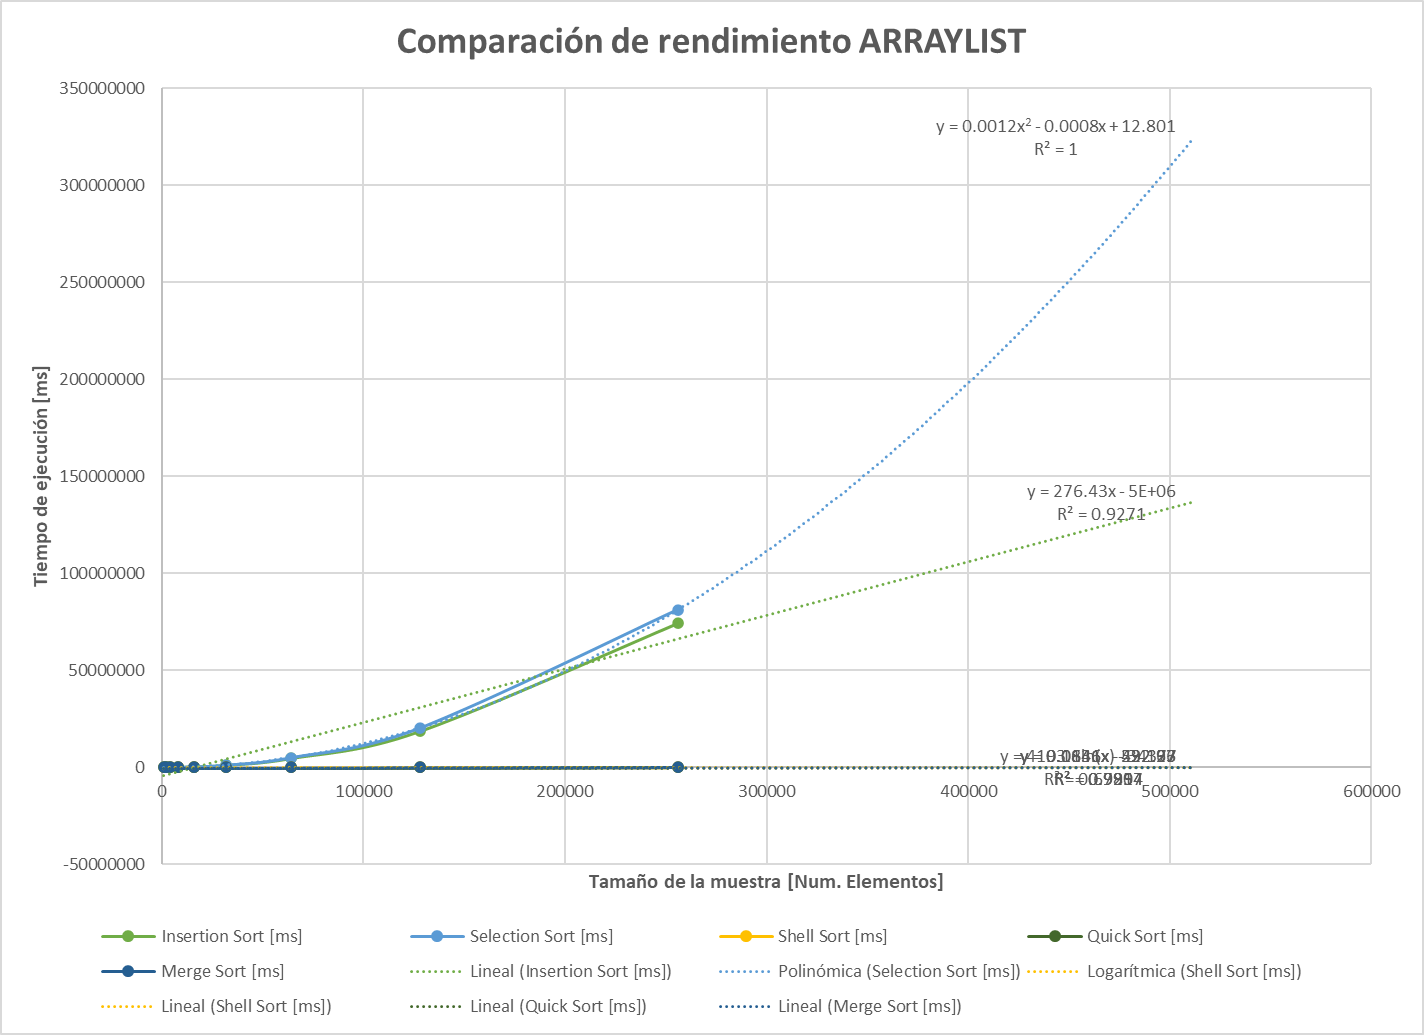 Comparación de rendimiento ARRAYLIST
350000000
y = 0.0012x² - 0.0008x + 12.801
R² = 1
300000000
250000000
200000000
150000000
y = 276.43x - 5E+06
R² = 0.9271
100000000
50000000
0
-50000000
0
100000
200000
300000
400000
500000
600000
Tiempo de ejecución [ms]
Tamaño de la muestra [Num. Elementos]
Insertion Sort [ms]
Selection Sort [ms]
Shell Sort [ms]
Quick Sort [ms]
Merge Sort [ms]
Lineal (Insertion Sort [ms])
Polinómica (Selection Sort [ms])
Logarítmica (Shell Sort [ms])
Lineal (Shell Sort [ms])
Lineal (Quick Sort [ms])
Lineal (Merge Sort [ms])